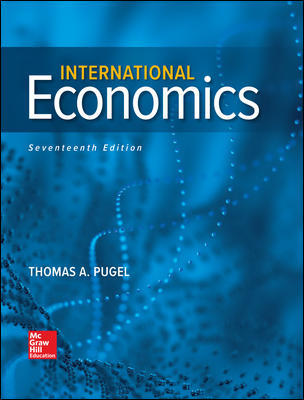 INTERNATIONAL
Economics
Seventeenth Edition
THOMAS A. PUGEL
Mc
Graw
Hill
Education